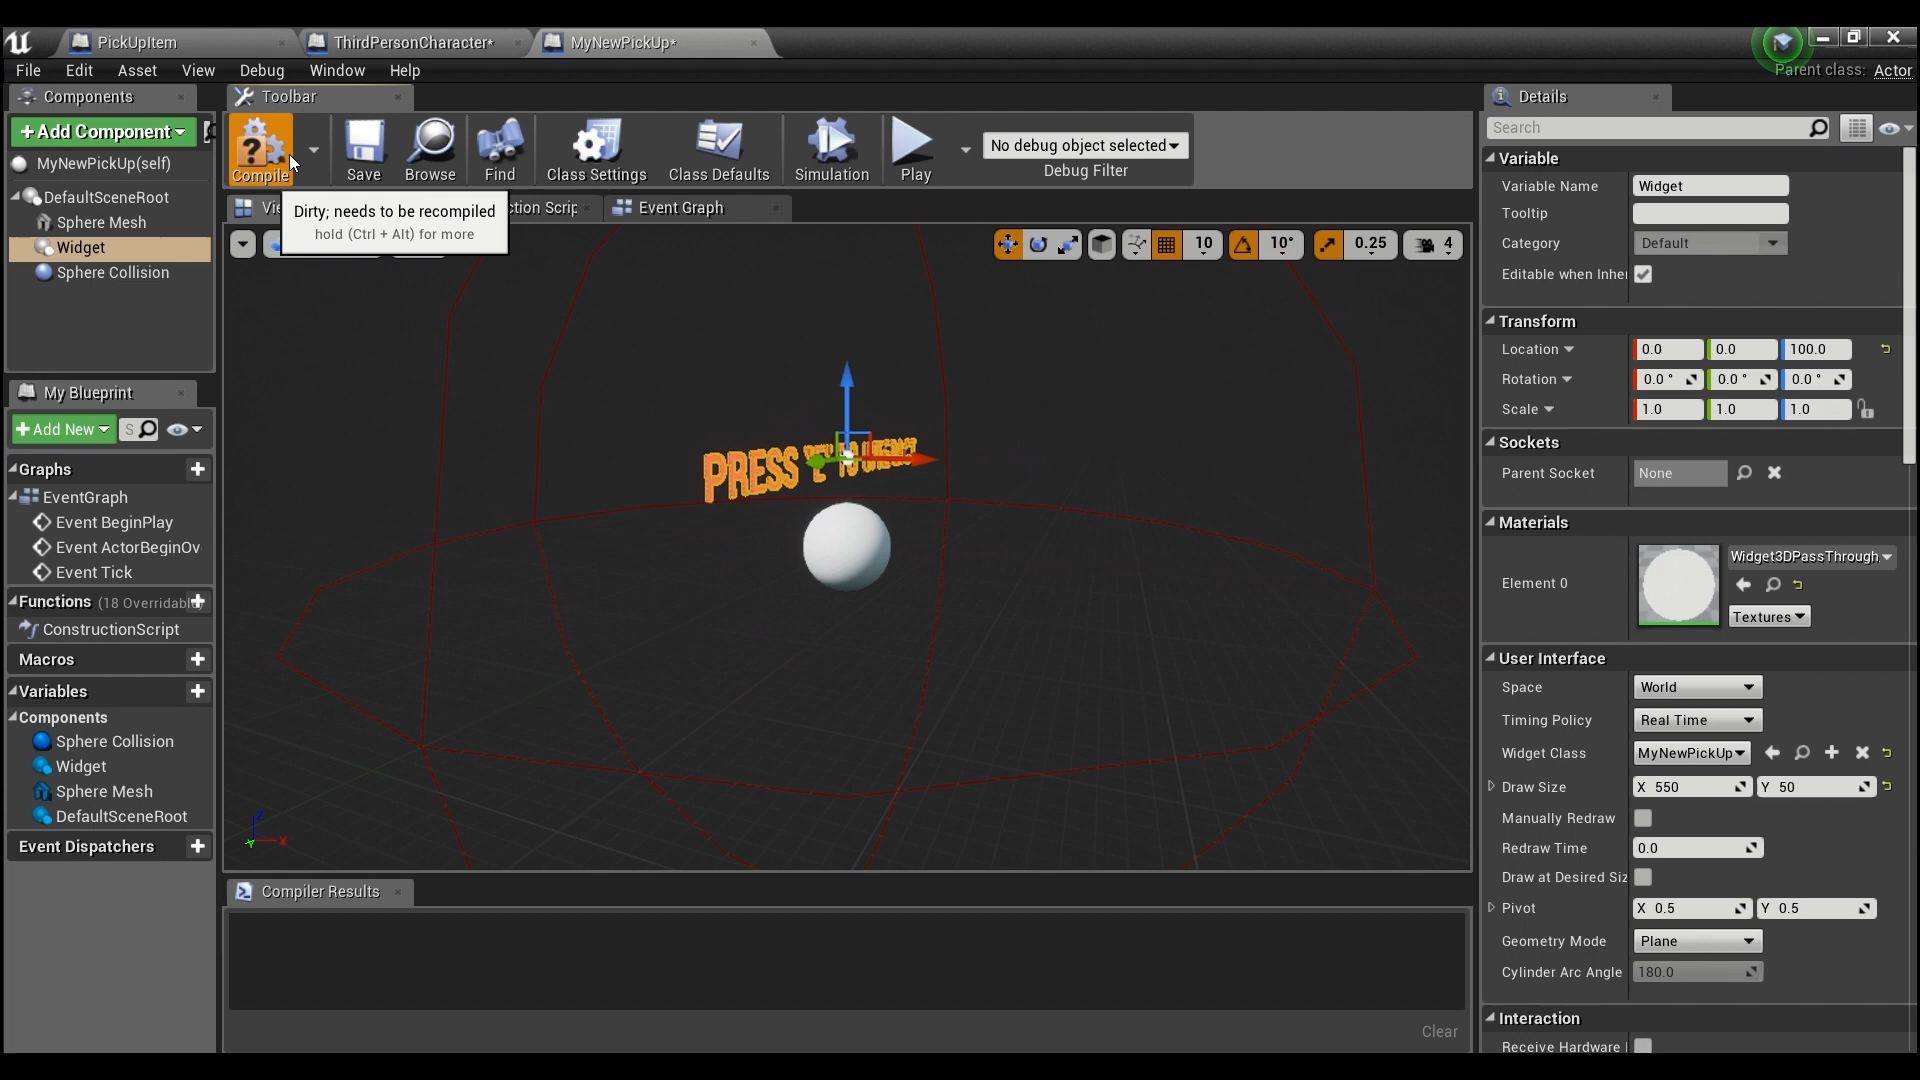 PickUpItem
ThirdPersonCharacter*
MyNewPickUp*
File Edit Asset View Debug Window Help
Parent class: Actor
Components
Toolbar
Details
+Add Component
Compile
Save
Browse
Find
Class Settings
Class Defaults
Simulation
Play
No debug object selected
Debug Filter
Search
MyNewPickUp(self)
DefaultSceneRoot
Sphere Mesh
Widget
Sphere Collision
Dirty; needs to be recompiled
hold (Ctrl + Alt) for more
Vie
ction Scrip
Event Graph
10
10°
0.25
4
PRESS "E" TO INTERACT
My Blueprint
+Add New
S
Graphs
EventGraph
Event BeginPlay
Event ActorBeginOv
Event Tick
Functions (18 Overridabl
ConstructionScript
Macros
Variables
Components
Sphere Collision
Widget
Sphere Mesh
DefaultSceneRoot
Event Dispatchers
Z
X
Y
Compiler Results
Clear
Variable
Variable Name Widget
Tooltip
Category Default
Editable when Inher
Transform
Location 0.0 0.0 100.0
Rotation 0.0 ° 0.0 ° 0.0 °
Scale 1.0 1.0 1.0
Sockets
Parent Socket None
Materials
Element 0
Widget3DPassThrough
Textures
User Interface
Space World
Timing Policy Real Time
Widget Class MyNewPickUp
Draw Size X 550 Y 50
Manually Redraw
Redraw Time 0.0
Draw at Desired Siz
Pivot X 0.5 Y 0.5
Geometry Mode Plane
Cylinder Arc Angle 180.0
Interaction
Receive Hardware I